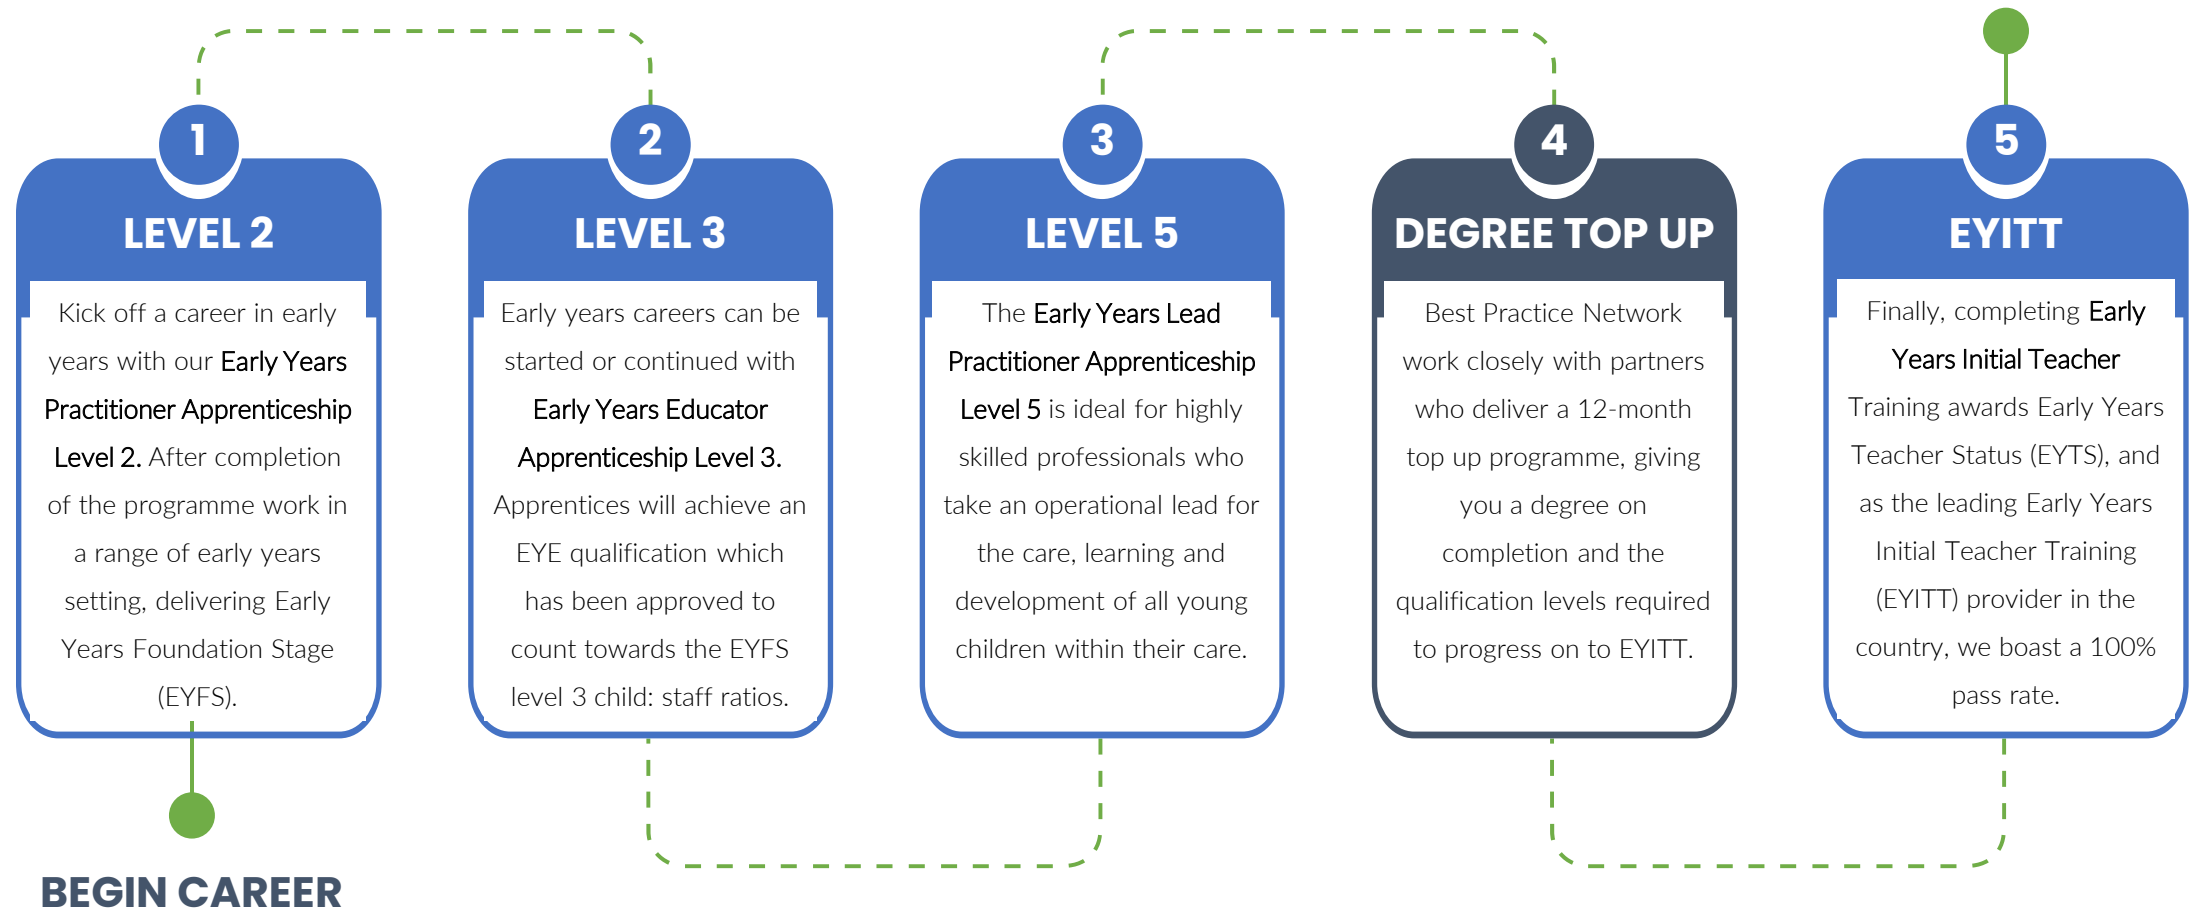 1
LEVEL 2
Kick off a career in early
years with our Early Years
Practitioner Apprenticeship
Level 2. After completion
of the programme work in
a range of early years
setting, delivering Early
Years Foundation Stage
(EYFS).
BEGIN CAREER
2
LEVEL 3
Early years careers can be
started or continued with
Early Years Educator
Apprenticeship Level 3.
Apprentices will achieve an
EYE qualification which
has been approved to
count towards the EYFS
level 3 child: staff ratios.
3
LEVEL 5
The Early Years Lead
Practitioner Apprenticeship
Level 5 is ideal for highly
skilled professionals who
take an operational lead for
the care, learning and
development of all young
children within their care.
4
DEGREE TOP UP
Best Practice Network
work closely with partners
who deliver a 12-month
top up programme, giving
you a degree on
completion and the
qualification levels required
to progress on to EYITT.
5
EYITT
Finally, completing Early
Years Initial Teacher
Training awards Early Years
Teacher Status (EYTS), and
as the leading Early Years
Initial Teacher Training
(EYITT) provider in the
country, we boast a 100%
pass rate.